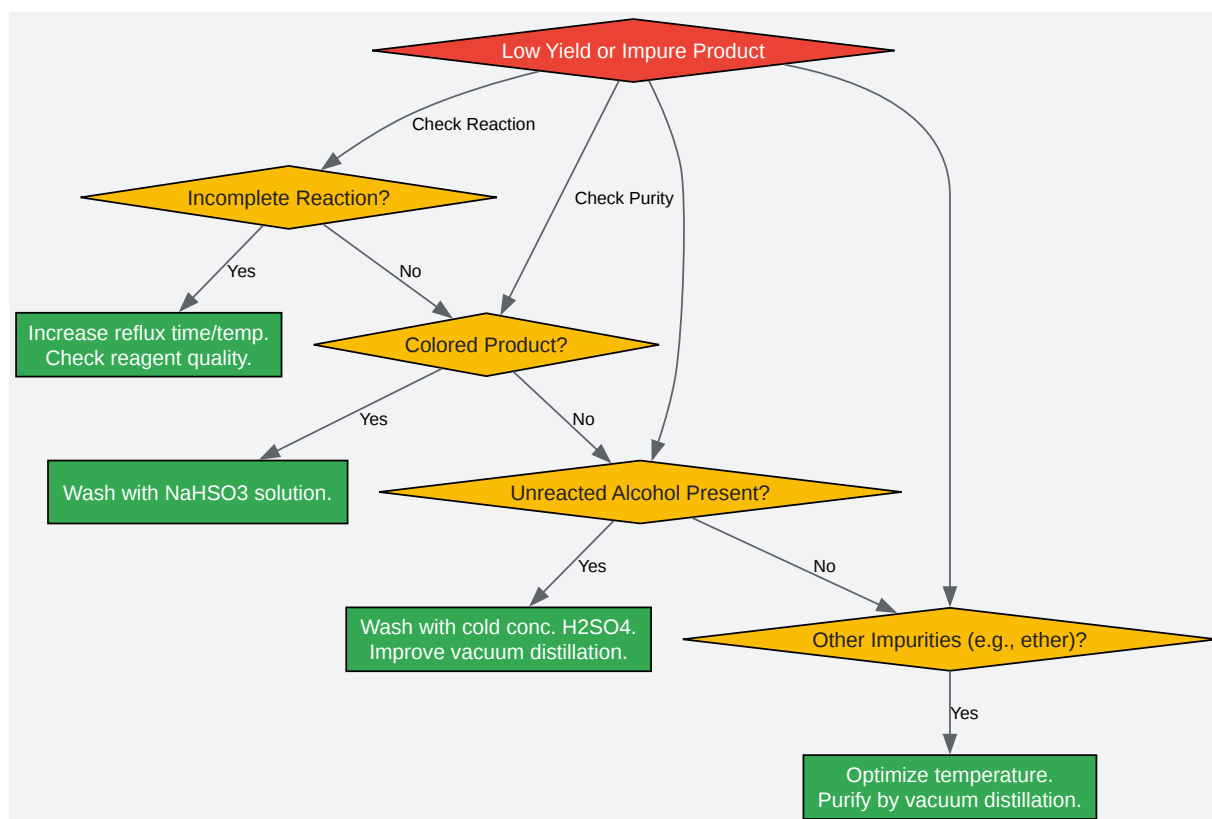 Low Yield or Impure Product
Check Reaction
Check Purity
Incomplete Reaction?
Yes
No
Increase reflux time/temp.
Check reagent quality.
Colored Product?
Yes
No
Wash with NaHSO3 solution.
Unreacted Alcohol Present?
Yes
No
Wash with cold conc. H2SO4.
Improve vacuum distillation.
Other Impurities (e.g., ether)?
Yes
Optimize temperature.
Purify by vacuum distillation.